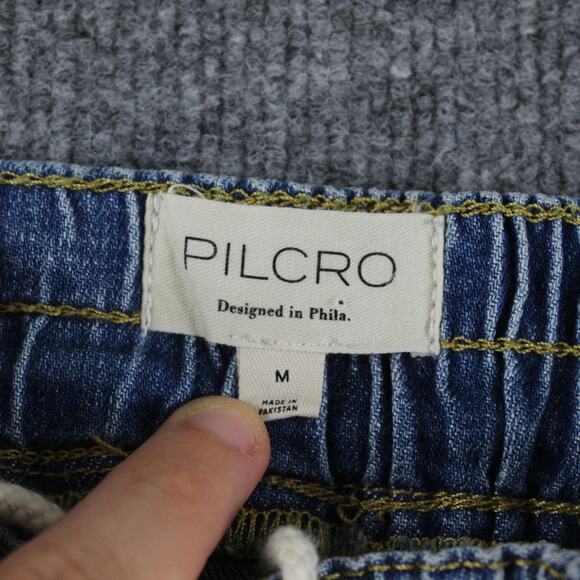 PILCRO
Designed in Phila.
M
MADE IN
PAKISTAN